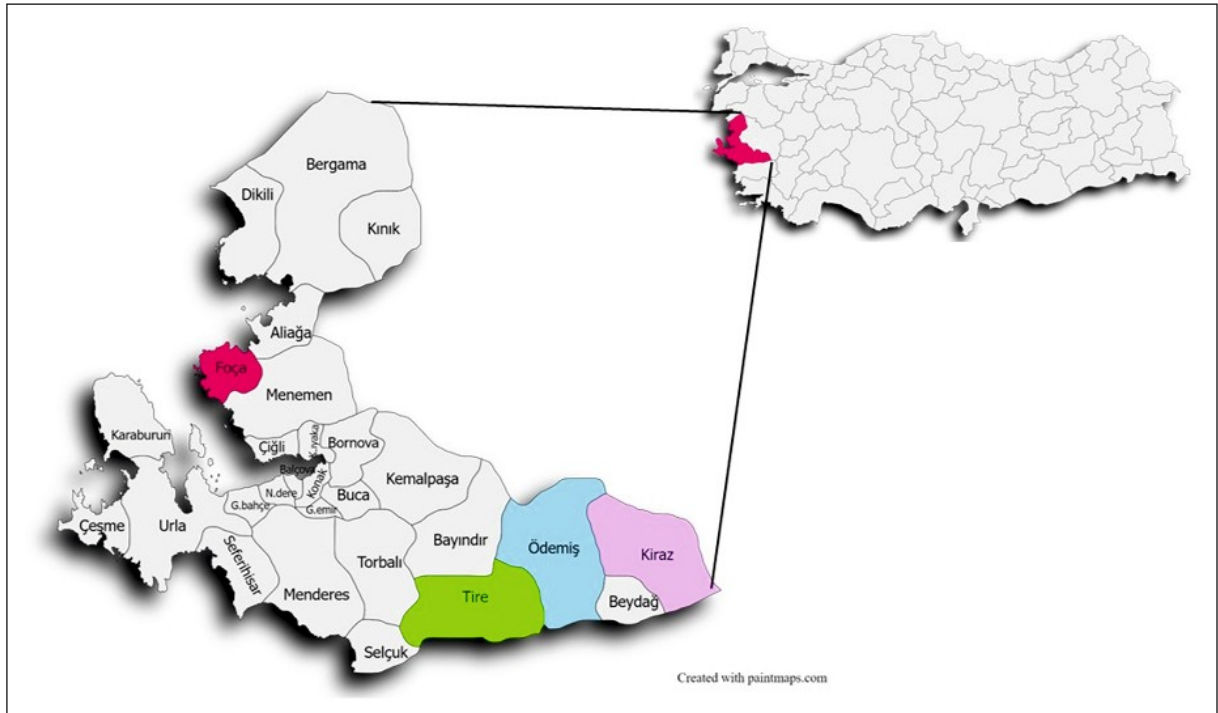 Bergama
Dikili
Kınık
Aliağa
Foça
Menemen
Karaburun
Çiğli
K.yaka
Bornova
Balçova
Konak
Kemalpaşa
N.dere
Buca
G.bahçe
G.emir
Çeşme
Urla
Seferihisar
Bayındır
Ödemiş
Kiraz
Torbalı
Menderes
Tire
Beydağ
Selçuk
Created with paintmaps.com